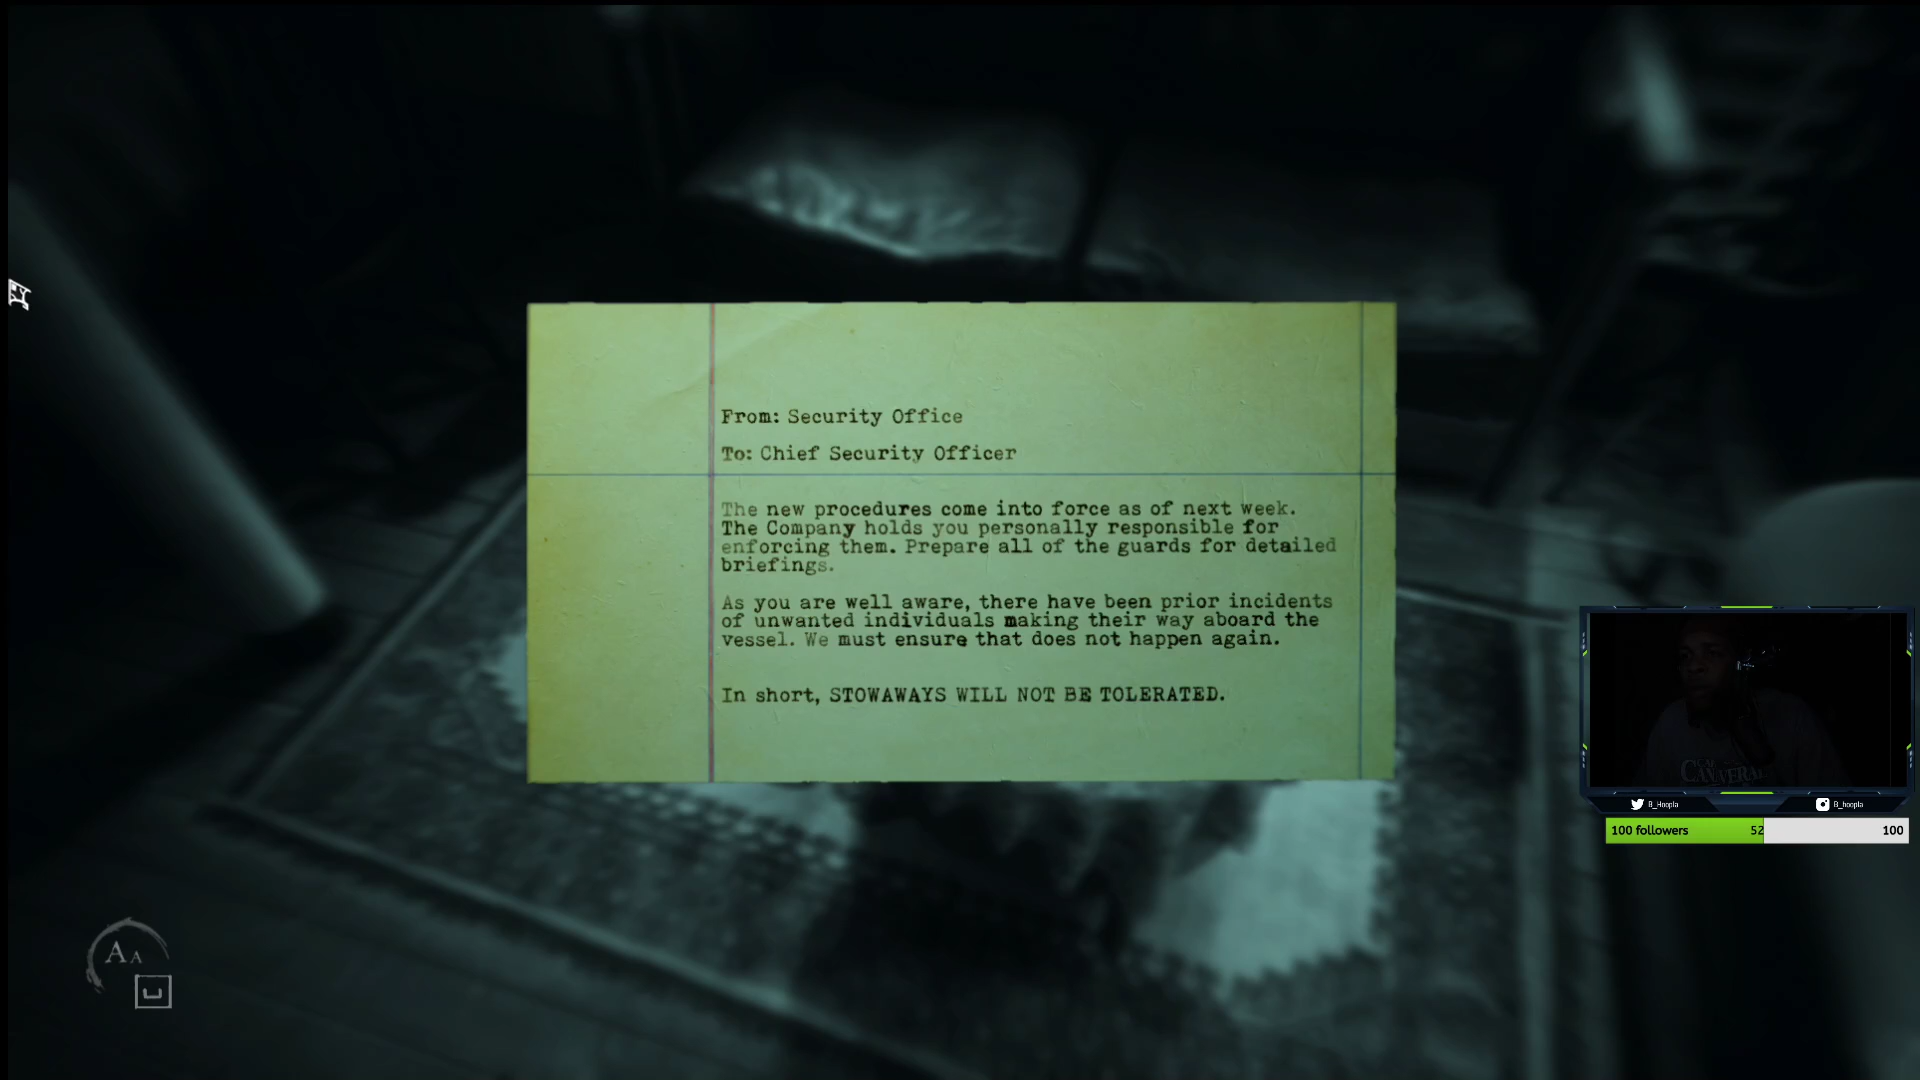 From: Security Office
To: Chief Security Officer
The new procedures come into force as of next week.
The Company holds you personally responsible for
enforcing them. Prepare all of the guards for detailed
briefings.
As you are well aware, there have been prior incidents
of unwanted individuals making their way aboard the
vessel. We must ensure that does not happen again.
In short, STOWAWAYS WILL NOT BE TOLERATED.
B_Hoopla B_hoopla
100 followers 52 100
A A